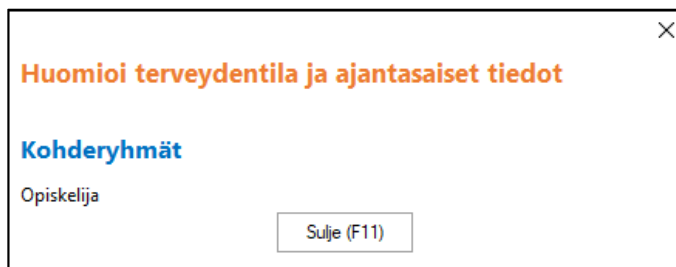 Huomioi terveydentila ja ajantasaiset tiedot
Kohderyhmät
Opiskelija
Sulje (F11)